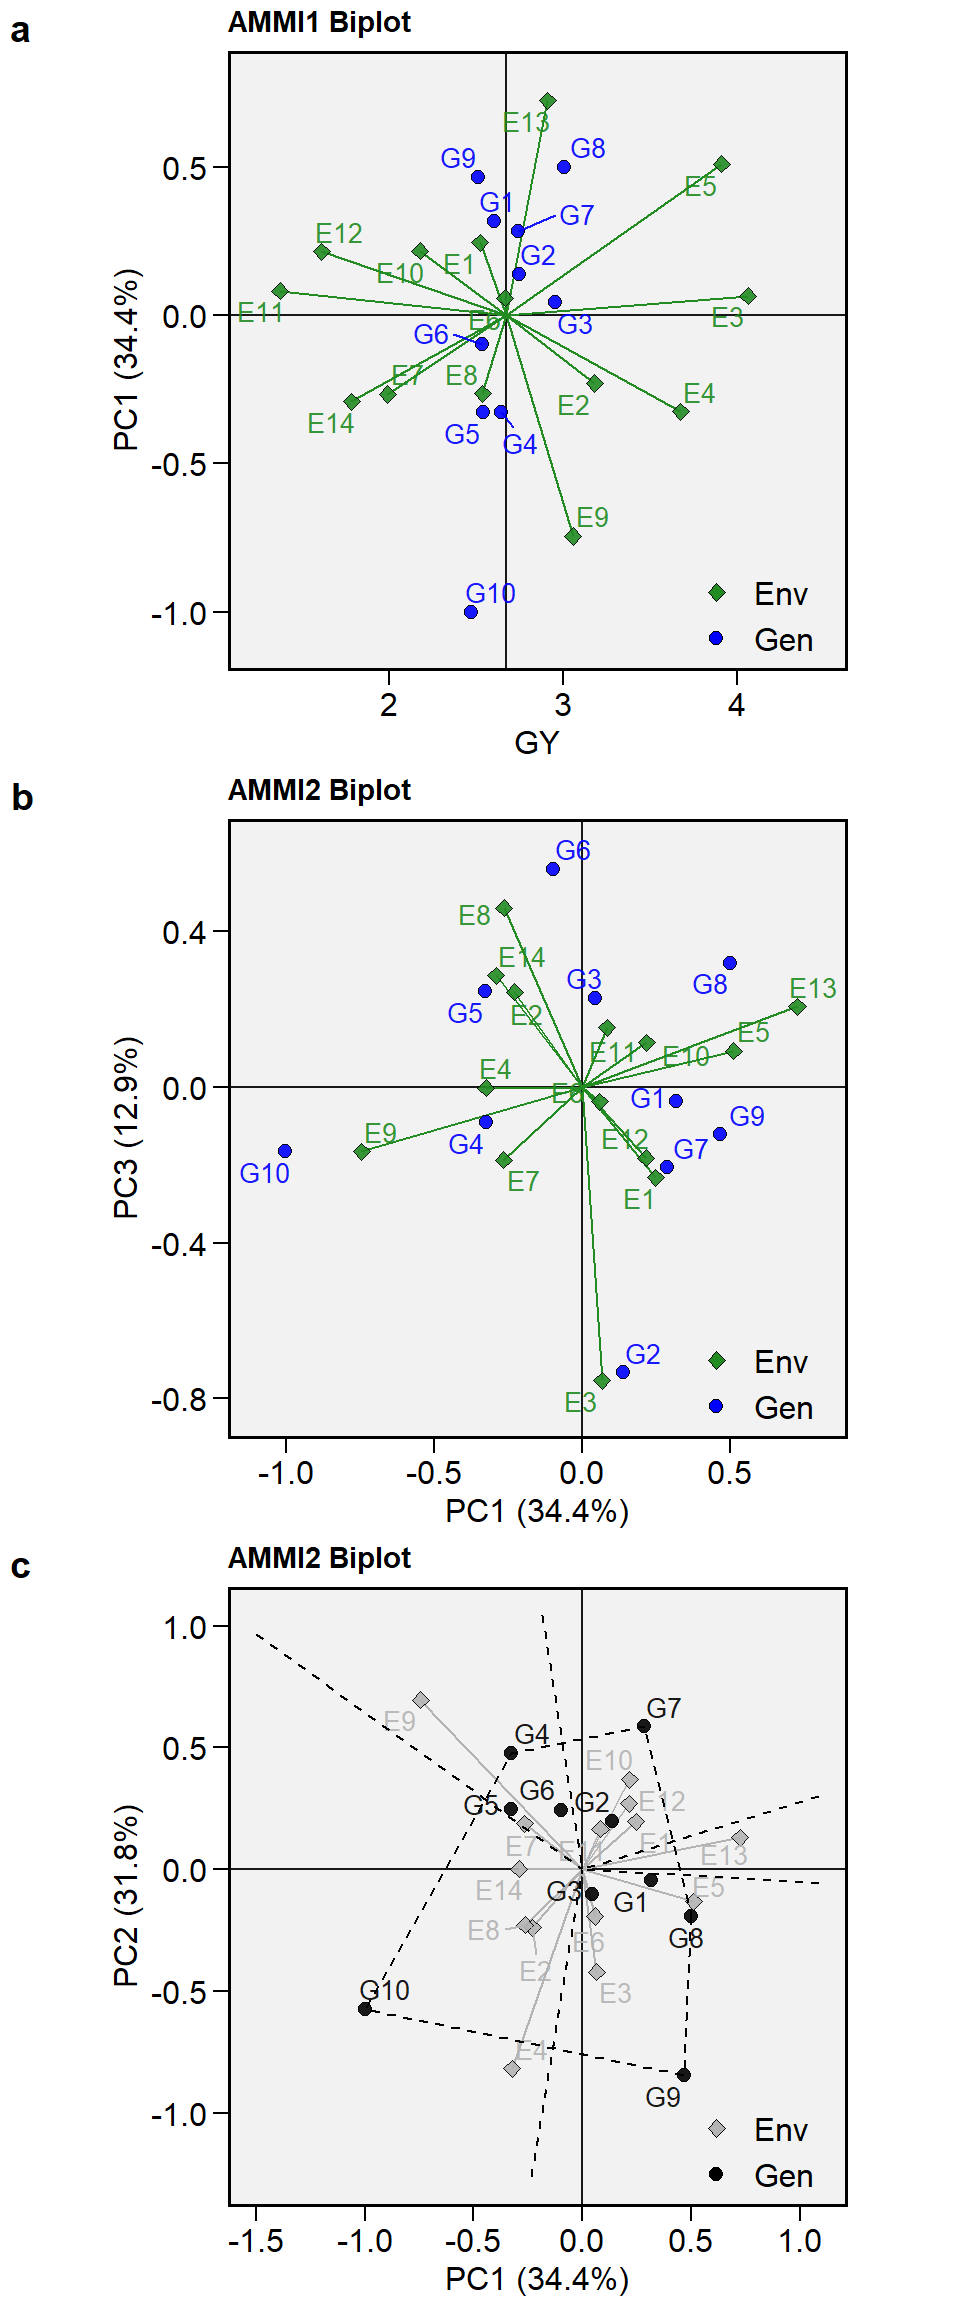 a
AMMI1 Biplot
E13
G8
G9
E5
G1
G7
E12
G2
E1
E10
E11
E6
E3
G3
G6
E7
E8
E14
E2
E4
G5
G4
E9
G10
0.5
0.0
-0.5
-1.0
PC1 (34.4%)
Env
Gen
2 3 4
GY
b
AMMI2 Biplot
G6
E8
E14
G3
G8
E13
G5
E2
E5
E11
E10
E4
E6
G1
G9
E9
G4
E12
G7
G10
E7
E1
G2
E3
0.4
0.0
-0.4
-0.8
PC3 (12.9%)
Env
Gen
-1.0 -0.5 0.0 0.5
PC1 (34.4%)
c
AMMI2 Biplot
E9
G4
G7
E10
G6
G5
G2
E12
E7
E11
E1
E13
E14
G3
G1
E5
E8
E6
G8
E2
E3
G10
E4
G9
1.0
0.5
0.0
-0.5
-1.0
PC2 (31.8%)
Env
Gen
-1.5 -1.0 -0.5 0.0 0.5 1.0
PC1 (34.4%)